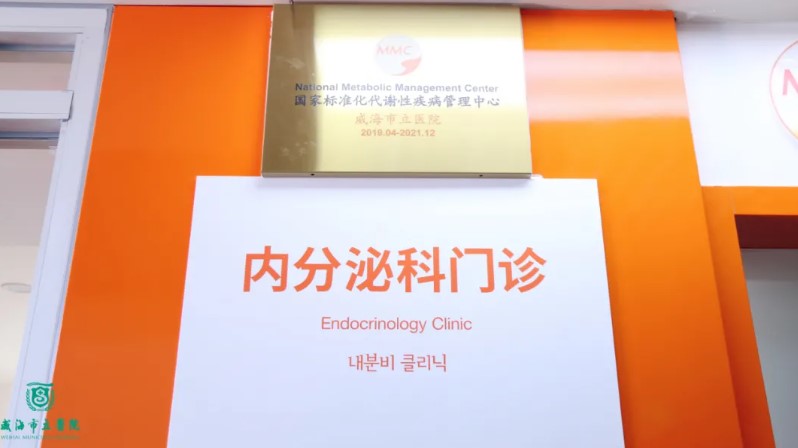 MMC
National Metabolic Management Center
国家标准化代谢性疾病管理中心
威海市立医院
2018.04-2021.12
内分泌科门诊
Endocrinology Clinic
내분비 클리닉
威海市立医院